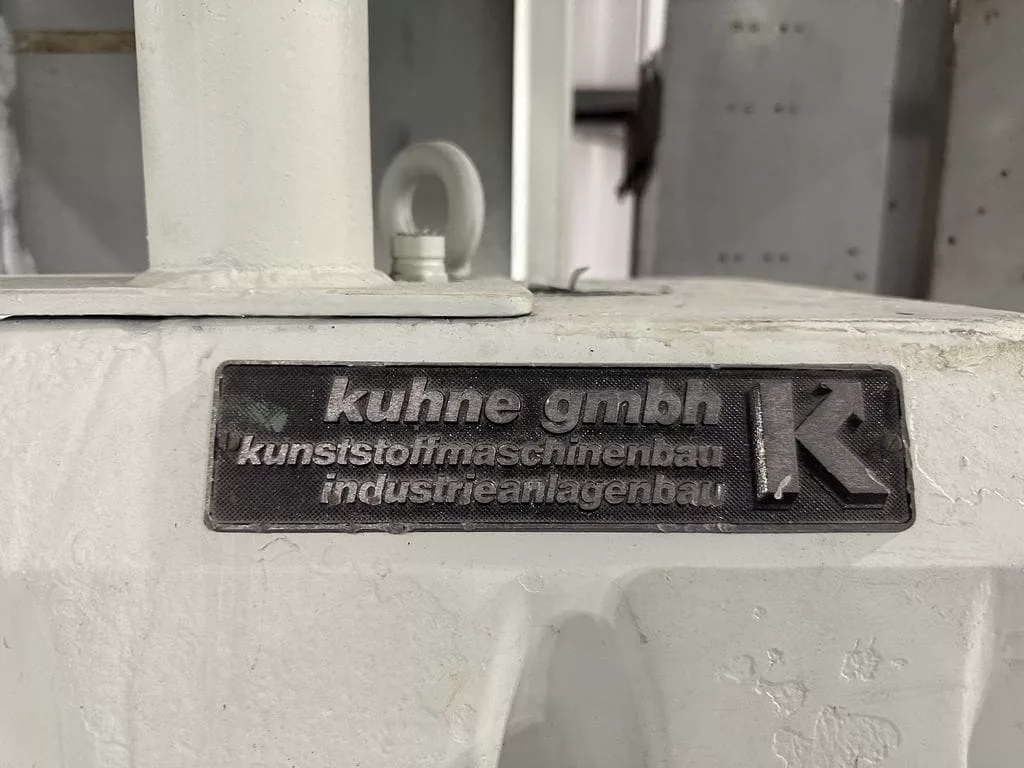 kuhne gmbh
kunststoffmaschinenbau
industrieanlagenbau
K